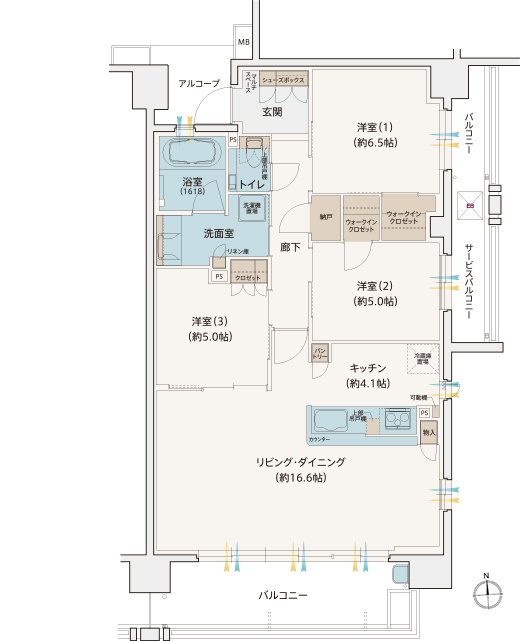 MB
アルコーブ
マルチ
スペース
シューズボックス
玄関
洋室(1)
(約6.5帖)
バルコニー
PS
上部
吊戸棚
トイレ
浴室
(1618)
洗濯機
置場
洗面室
リネン庫
PS
クロゼット
廊下
納戸
ウォークイン
クロゼット
ウォークイン
クロゼット
サービスバルコニー
洋室(2)
(約5.0帖)
洋室(3)
(約5.0帖)
パン
トリー
キッチン
(約4.1帖)
冷蔵庫
置場
可動棚
上部
吊戸棚
PS
物入
カウンター
リビング・ダイニング
(約16.6帖)
バルコニー
N